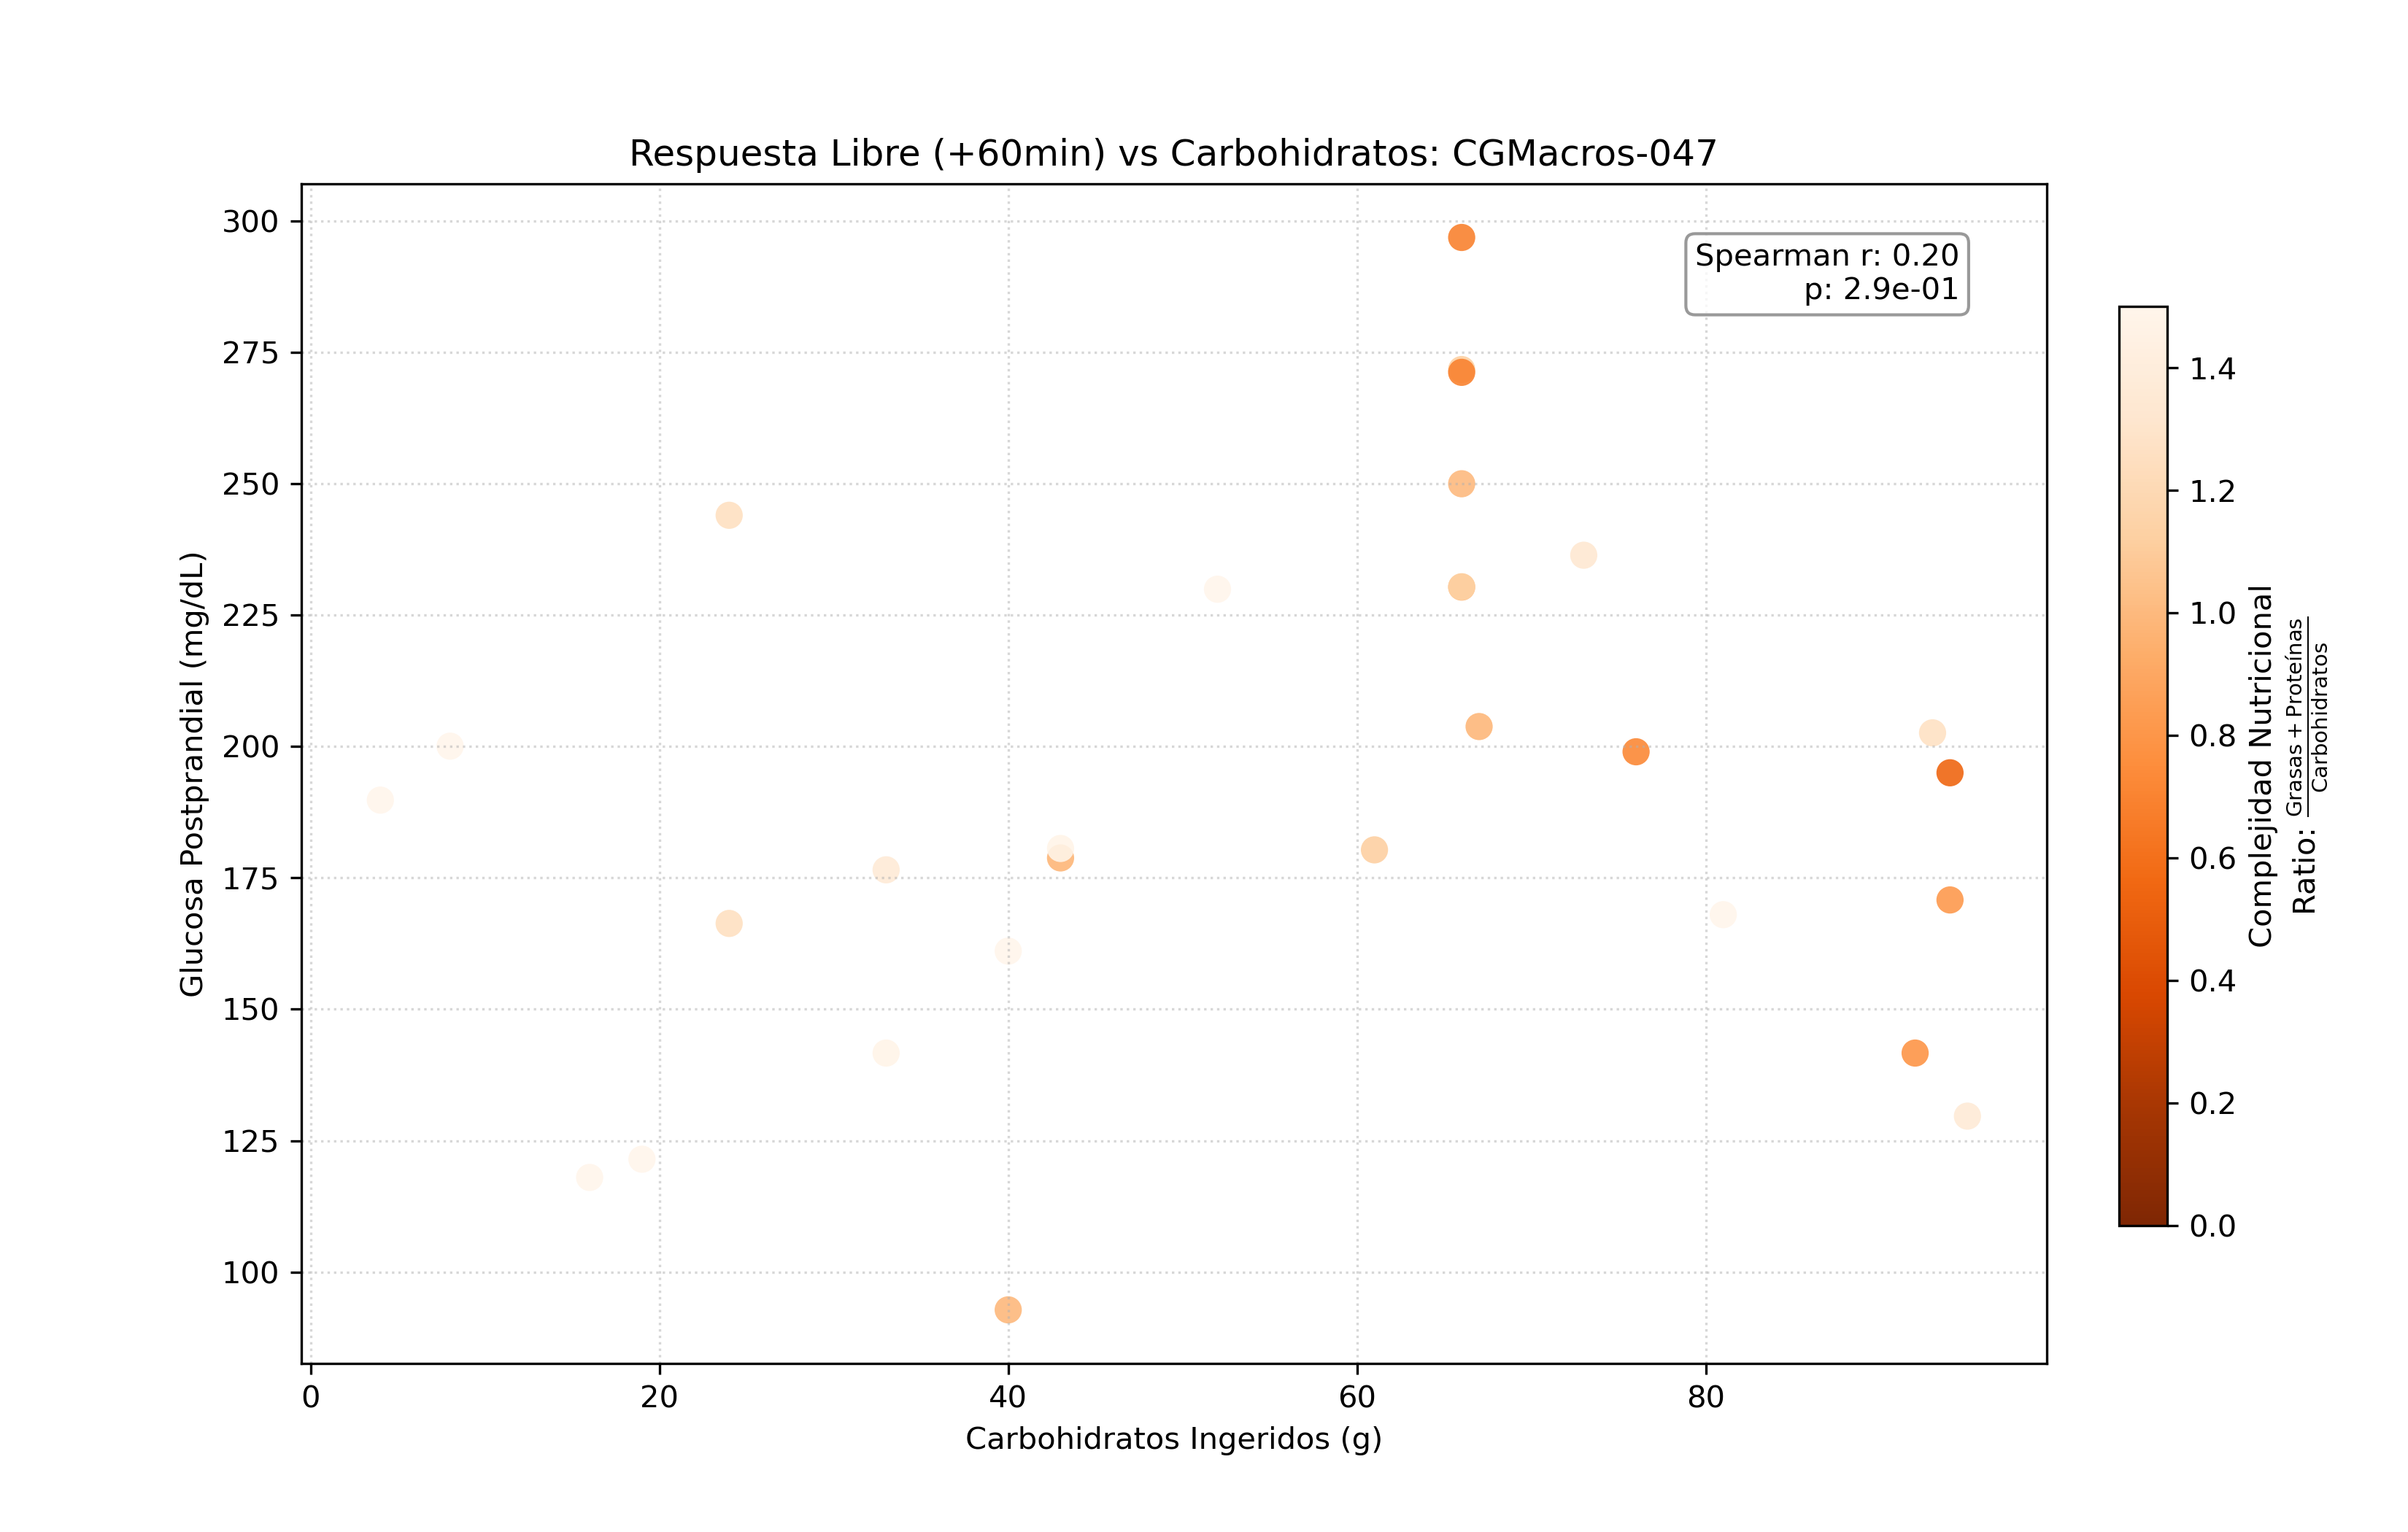 Respuesta Libre (+60min) vs Carbohidratos: CGMacros-047
Spearman r: 0.20
p: 2.9e-01
Glucosa Postprandial (mg/dL)
300
275
250
225
200
175
150
125
100
0
20
40
60
80
Carbohidratos Ingeridos (g)
1.4
1.2
1.0
0.8
0.6
0.4
0.2
0.0
Complejidad Nutricional
Ratio: Grasas + Proteínas
Carbohidratos